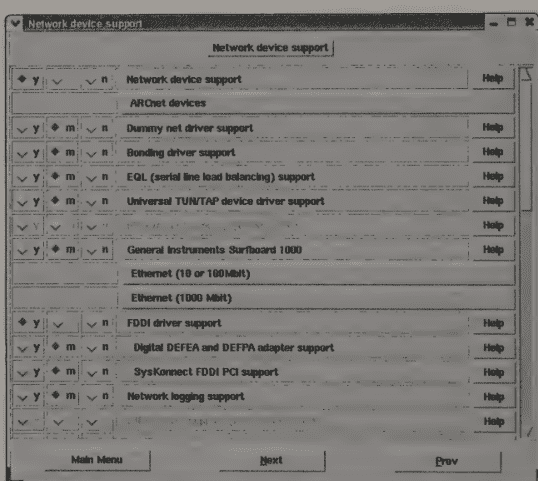 Network device support
Network device support
y n Network device support Help
ARCnet devices
y m n Dummy net driver support Help
y m n Bonding driver support Help
y m n EQL (serial line load balancing) support Help
y m n Universal TUN/TAP device driver support Help
y n Help
y m n General Instruments Surfboard 1000 Help
Ethernet (10 or 100Mbit)
Ethernet (1000 Mbit)
y n FDDI driver support Help
y m n Digital DEFEA and DEFPA adapter support Help
y m n SysKonnect FDDI PCI support Help
y m n Network logging support Help
Help
Main Menu Next Prev